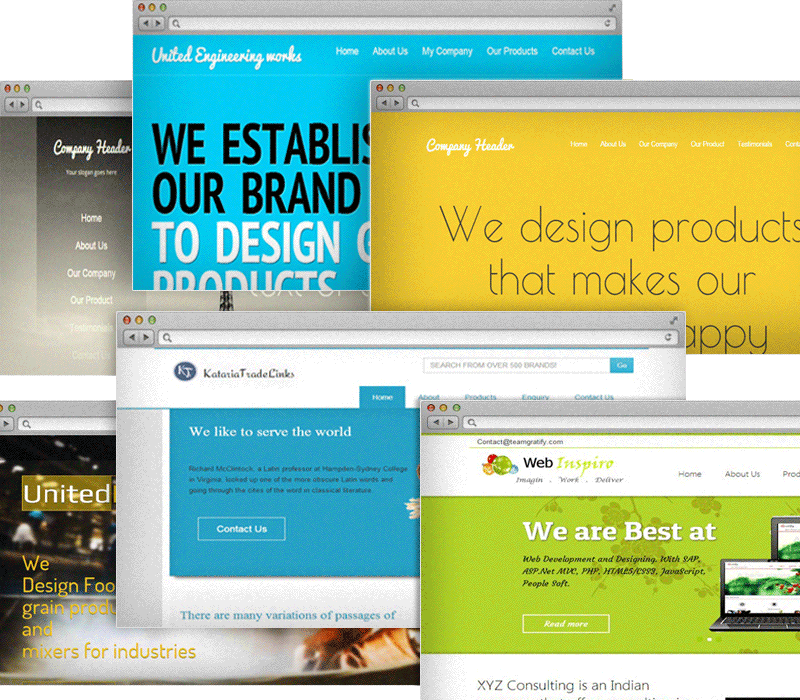 United Engineering works
Home About Us My Company Our Products Contact Us
WE ESTABLIS
OUR BRAND
TO DESIGN
PRODUCTS
Company Header
Your slogan goes here
Home
About Us
Our Company
Our Product
Testimonials
Contact Us
Company Header
Home About Us Our Company Our Product Testimonials Conta
We design products
that makes our
appy
KJ KatariaTradeLinks
SEARCH FROM OVER 500 BRANDS! Go
Home About Products Enquiry Contact Us
We like to serve the world
Richard McClintock, a Later professor at Hampden-Sydney College
in Virginia, looked up one of the more obscure Latin words and
going through the cities of the word in classical literature.
Contact Us
There are many variations of passages of
United
We
Design Foo
grain produ
and
mixers for industries
Contact@teamgratify.com
Web Inspiro
Imagin . Work . Deliver
Home About Us Prod
We are Best at
Web Development and Designing. With SAP,
ASP.Net MVC, PHP, HTML5/CSS3, JavaScript,
People Soft.
Read more
XYZ Consulting is an Indian